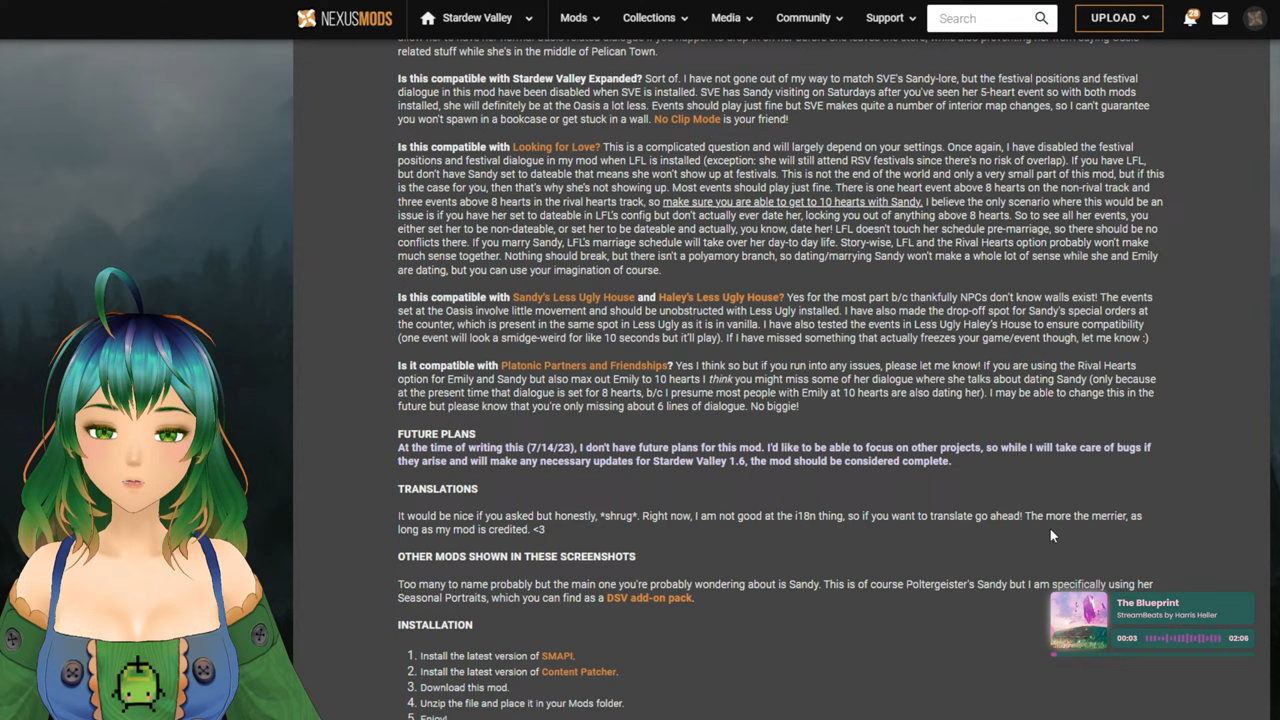 NEXUSMODS
Stardew Valley
Mods
Collections
Media
Community
Support
Search
UPLOAD
28
related stuff while she's in the middle of Pelican Town.
Is this compatible with Stardew Valley Expanded? Sort of. I have not gone out of my way to match SVE's Sandy-lore, but the festival positions and festival
dialogue in this mod have been disabled when SVE is installed. SVE has Sandy visiting on Saturdays after you've seen her 5-heart event so with both mods
installed, she will definitely be at the Oasis a lot less. Events should play just fine but SVE makes quite a number of interior map changes, so I can't guarantee
you won't spawn in a bookcase or get stuck in a wall. No Clip Mode is your friend!
Is this compatible with Looking for Love? This is a complicated question and will largely depend on your settings. Once again, I have disabled the festival
positions and festival dialogue in my mod when LFL is installed (exception: she will still attend RSV festivals since there's no risk of overlap). If you have LFL,
but don't have Sandy set to dateable that means she won't show up at festivals. This is not the end of the world and only a very small part of this mod, but if this
is the case for you, then that's why she's not showing up. Most events should play just fine. There is one heart event above 8 hearts on the non-rival track and
three events above 8 hearts in the rival hearts track, so make sure you are able to get to 10 hearts with Sandy. I believe the only scenario where this would be an
issue is if you have her set to dateable in LFL's config but don't actually ever date her, locking you out of anything above 8 hearts. So to see all her events, you
either set her to be non-dateable, or set her to be dateable and actually, you know, date her! LFL doesn't touch her schedule pre-marriage, so there should be no
conflicts there. If you marry Sandy, LFL's marriage schedule will take over her day-to day life. Story-wise, LFL and the Rival Hearts option probably won't make
much sense together. Nothing should break, but there isn't a polyamory branch, so dating/marrying Sandy won't make a whole lot of sense while she and Emily
are dating, but you can use your imagination of course.
Is this compatible with Sandy's Less Ugly House and Haley's Less Ugly House? Yes for the most part b/c thankfully NPCs don't know walls exist! The events
set at the Oasis involve little movement and should be unobstructed with Less Ugly installed. I have also made the drop-off spot for Sandy's special orders at
the counter, which is present in the same spot in Less Ugly as it is in vanilla. I have also tested the events in Less Ugly Haley's House to ensure compatibility
(one event will look a smidge-weird for like 10 seconds but it'll play). If I have missed something that actually freezes your game/event though, let me know :)
Is it compatible with Platonic Partners and Friendships? Yes I think so but if you run into any issues, please let me know! If you are using the Rival Hearts
option for Emily and Sandy but also max out Emily to 10 hearts I think you might miss some of her dialogue where she talks about dating Sandy (only because
at the present time that dialogue is set for 8 hearts, b/c I presume most people with Emily at 10 hearts are also dating her). I may be able to change this in the
future but please know that you're only missing about 6 lines of dialogue. No biggie!
FUTURE PLANS
At the time of writing this (7/14/23), I don't have future plans for this mod. I'd like to be able to focus on other projects, so while I will take care of bugs if
they arise and will make any necessary updates for Stardew Valley 1.6, the mod should be considered complete.
TRANSLATIONS
It would be nice if you asked but honestly, *shrug*. Right now, I am not good at the i18n thing, so if you want to translate go ahead! The more the merrier, as
long as my mod is credited. <3
OTHER MODS SHOWN IN THESE SCREENSHOTS
Too many to name probably but the main one you're probably wondering about is Sandy. This is of course Poltergeister's Sandy but I am specifically using her
Seasonal Portraits, which you can find as a DSV add-on pack.
The Blueprint
StreamBeats by Harris Heller
00:03
02:06
INSTALLATION
1. Install the latest version of SMAPI.
2. Install the latest version of Content Patcher.
3. Download this mod.
4. Unzip the file and place it in your Mods folder.
5. Enjoy!